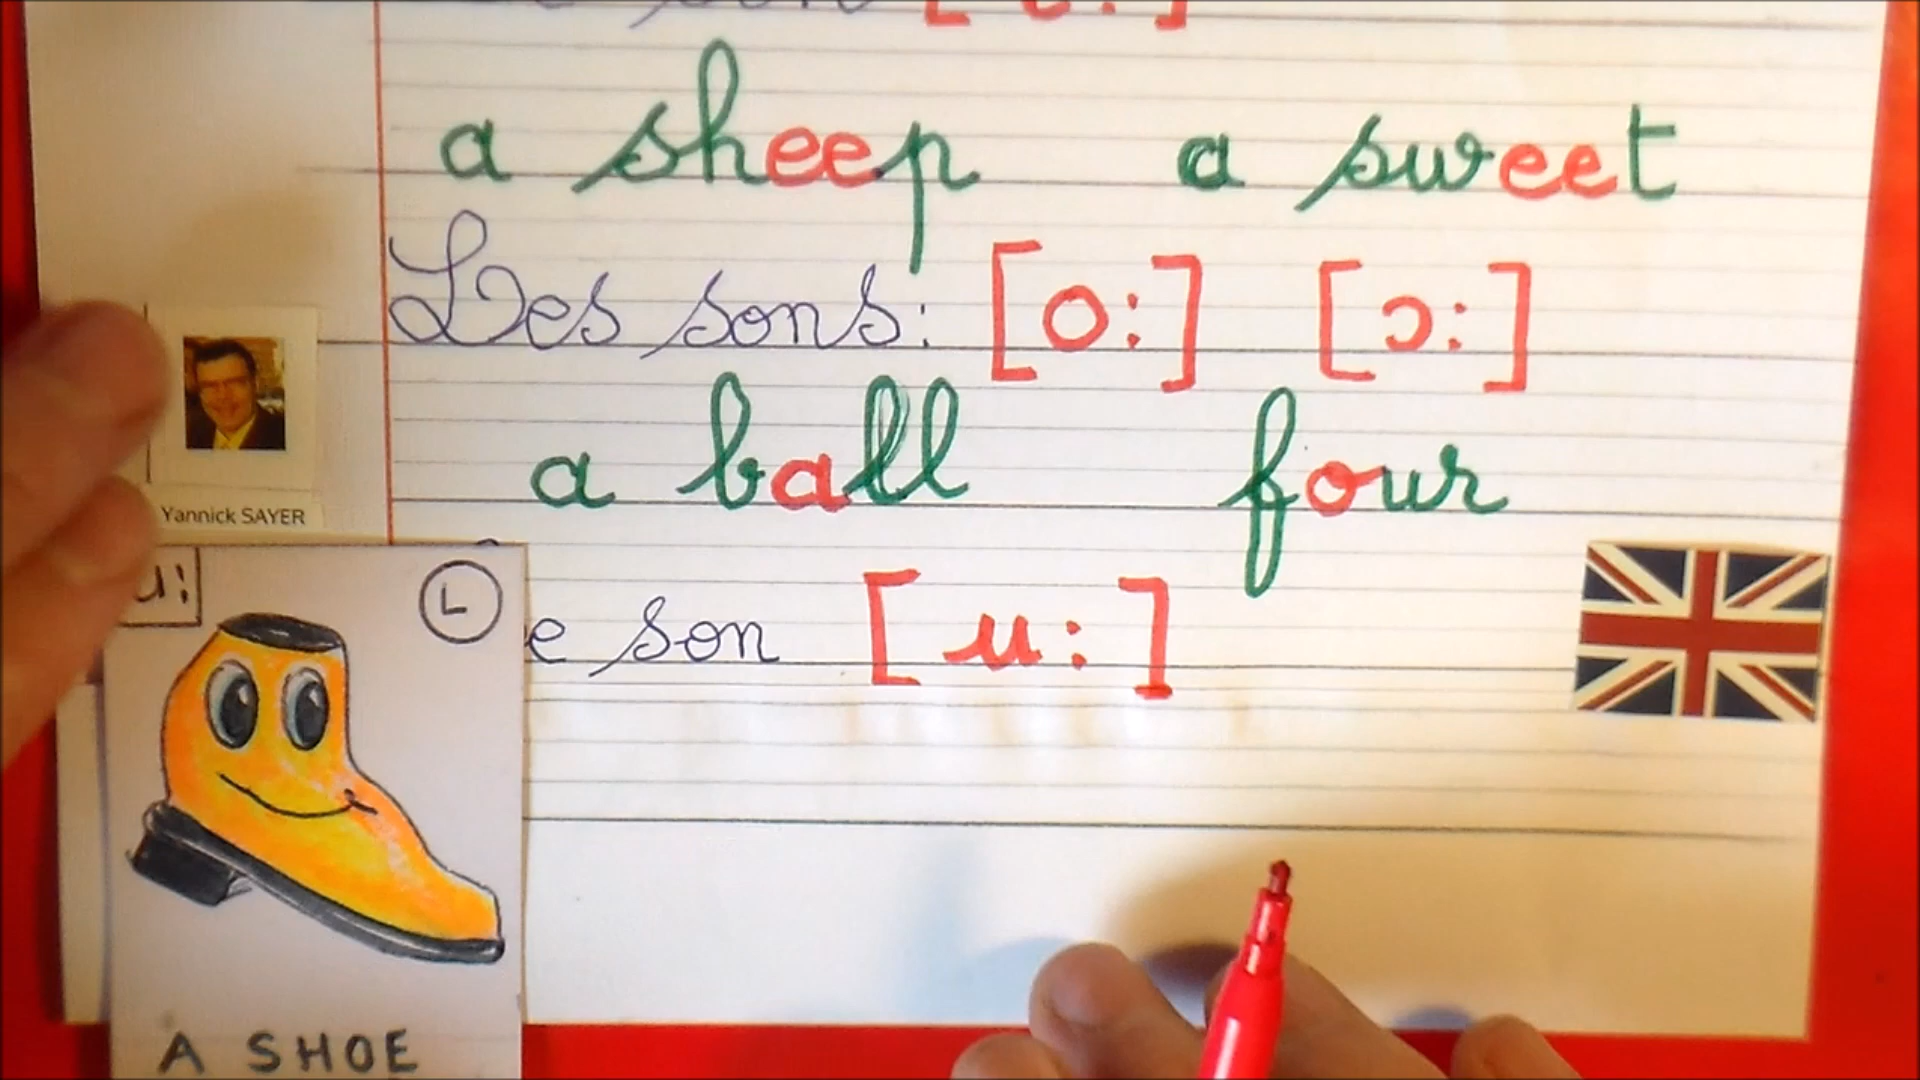 a sheep a sweet
Les sons: [o:] [ɔ:]
a ball four
Yannick SAYER
u: L
e son [u:]
A SHOE